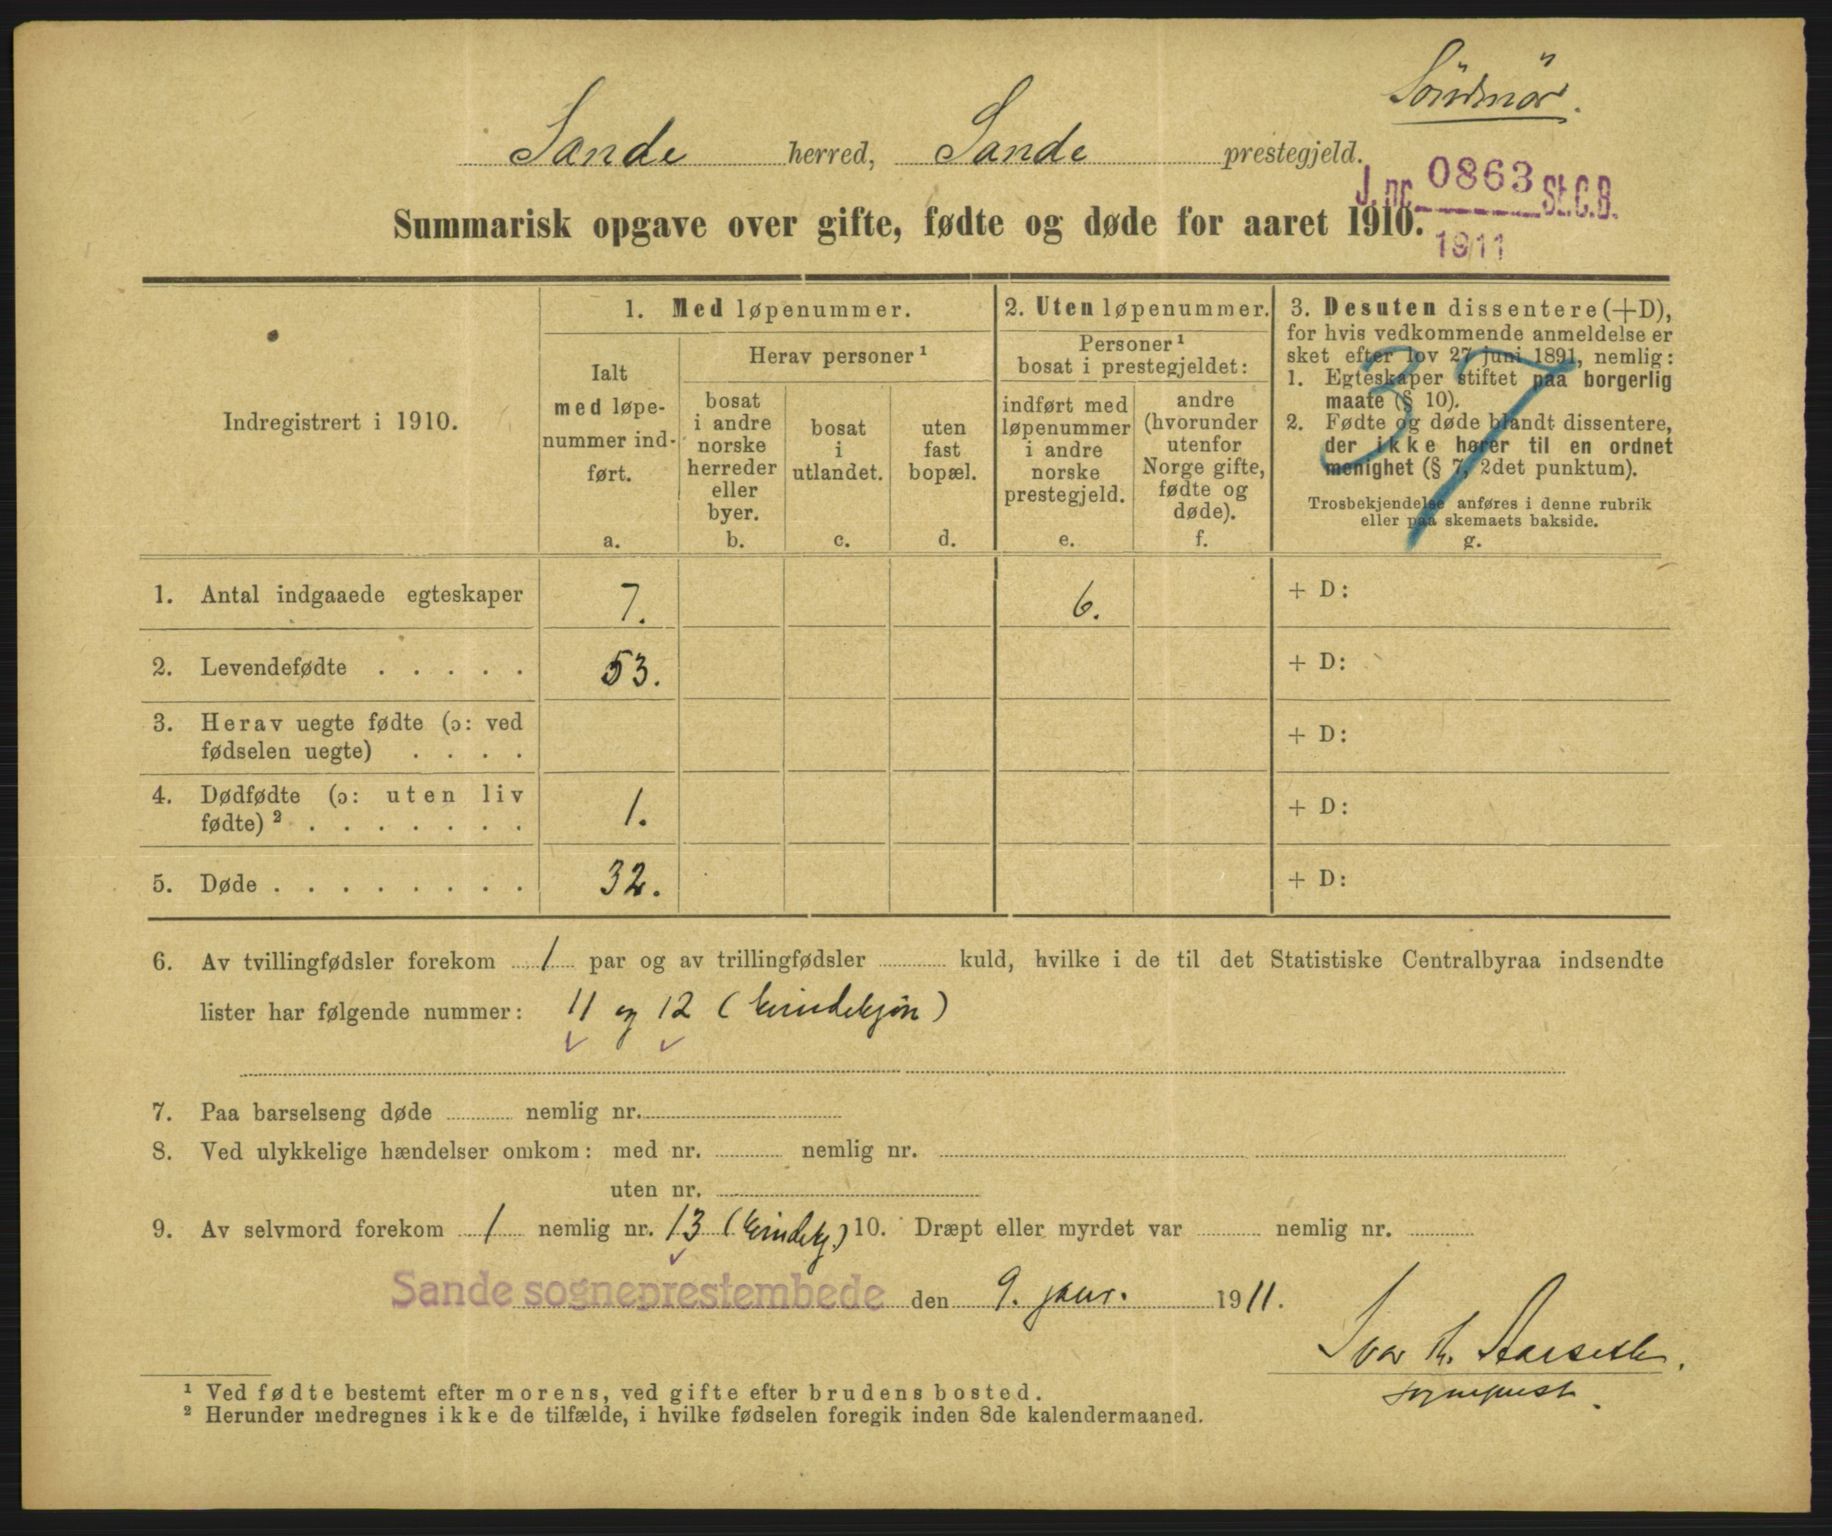 Söndmör.
Sande herred, Sande prestegjeld.
J. nr. 0863 St.C.B.
1911
Summarisk opgave over gifte, fødte og døde for aaret 1910.
37
Indregistrert i 1910.
1. Med løpenummer.
Ialt
med løpe-
nummer ind-
ført.
a.
Herav personer ¹
bosat
i andre
norske
herreder
eller
byer.
b.
bosat
i
utlandet.
c.
uten
fast
bopæl.
d.
2. Uten løpenummer.
Personer ¹
bosat i prestegjeldet:
indført med
løpenummer
i andre
norske
prestegjeld.
e.
andre
(hvorunder
utenfor
Norge gifte,
fødte og
døde).
f.
3. Desuten dissentere (+D),
for hvis vedkommende anmeldelse er
sket efter lov 27 juni 1891, nemlig:
1. Egteskaper stiftet paa borgerlig
maate (§ 10).
2. Fødte og døde blandt dissentere,
der ikke hører til en ordnet
menighet (§ 7, 2det punktum).
Trosbekjendelse anføres i denne rubrik
eller paa skemaets bakside.
g.
1. Antal indgaaede egteskaper 7. 6. + D:
2. Levendefødte . . . . . 53. + D:
3. Herav uegte fødte (ɔ: ved
fødselen uegte) . . . . + D:
4. Dødfødte (ɔ: uten liv
fødte) ² . . . . . . . 1. + D:
5. Døde . . . . . . . . 32. + D:
6. Av tvillingfødsler forekom 1 par og av trillingfødsler ........ kuld, hvilke i de til det Statistiske Centralbyraa indsendte
lister har følgende nummer: 11 og 12 (kvindekjøn)
7. Paa barselseng døde ........ nemlig nr. ........
8. Ved ulykkelige hændelser omkom: med nr. ........ nemlig nr. ........
uten nr. ........
9. Av selvmord forekom 1 nemlig nr. 13 (kvindekj.) 10. Dræpt eller myrdet var ........ nemlig nr. ........
Sande sogneprestembede den 9. janr. 1911.
Ivar
sogneprest.
¹ Ved fødte bestemt efter morens, ved gifte efter brudens bosted.
² Herunder medregnes ikke de tilfælde, i hvilke fødselen foregik inden 8de kalendermaaned.